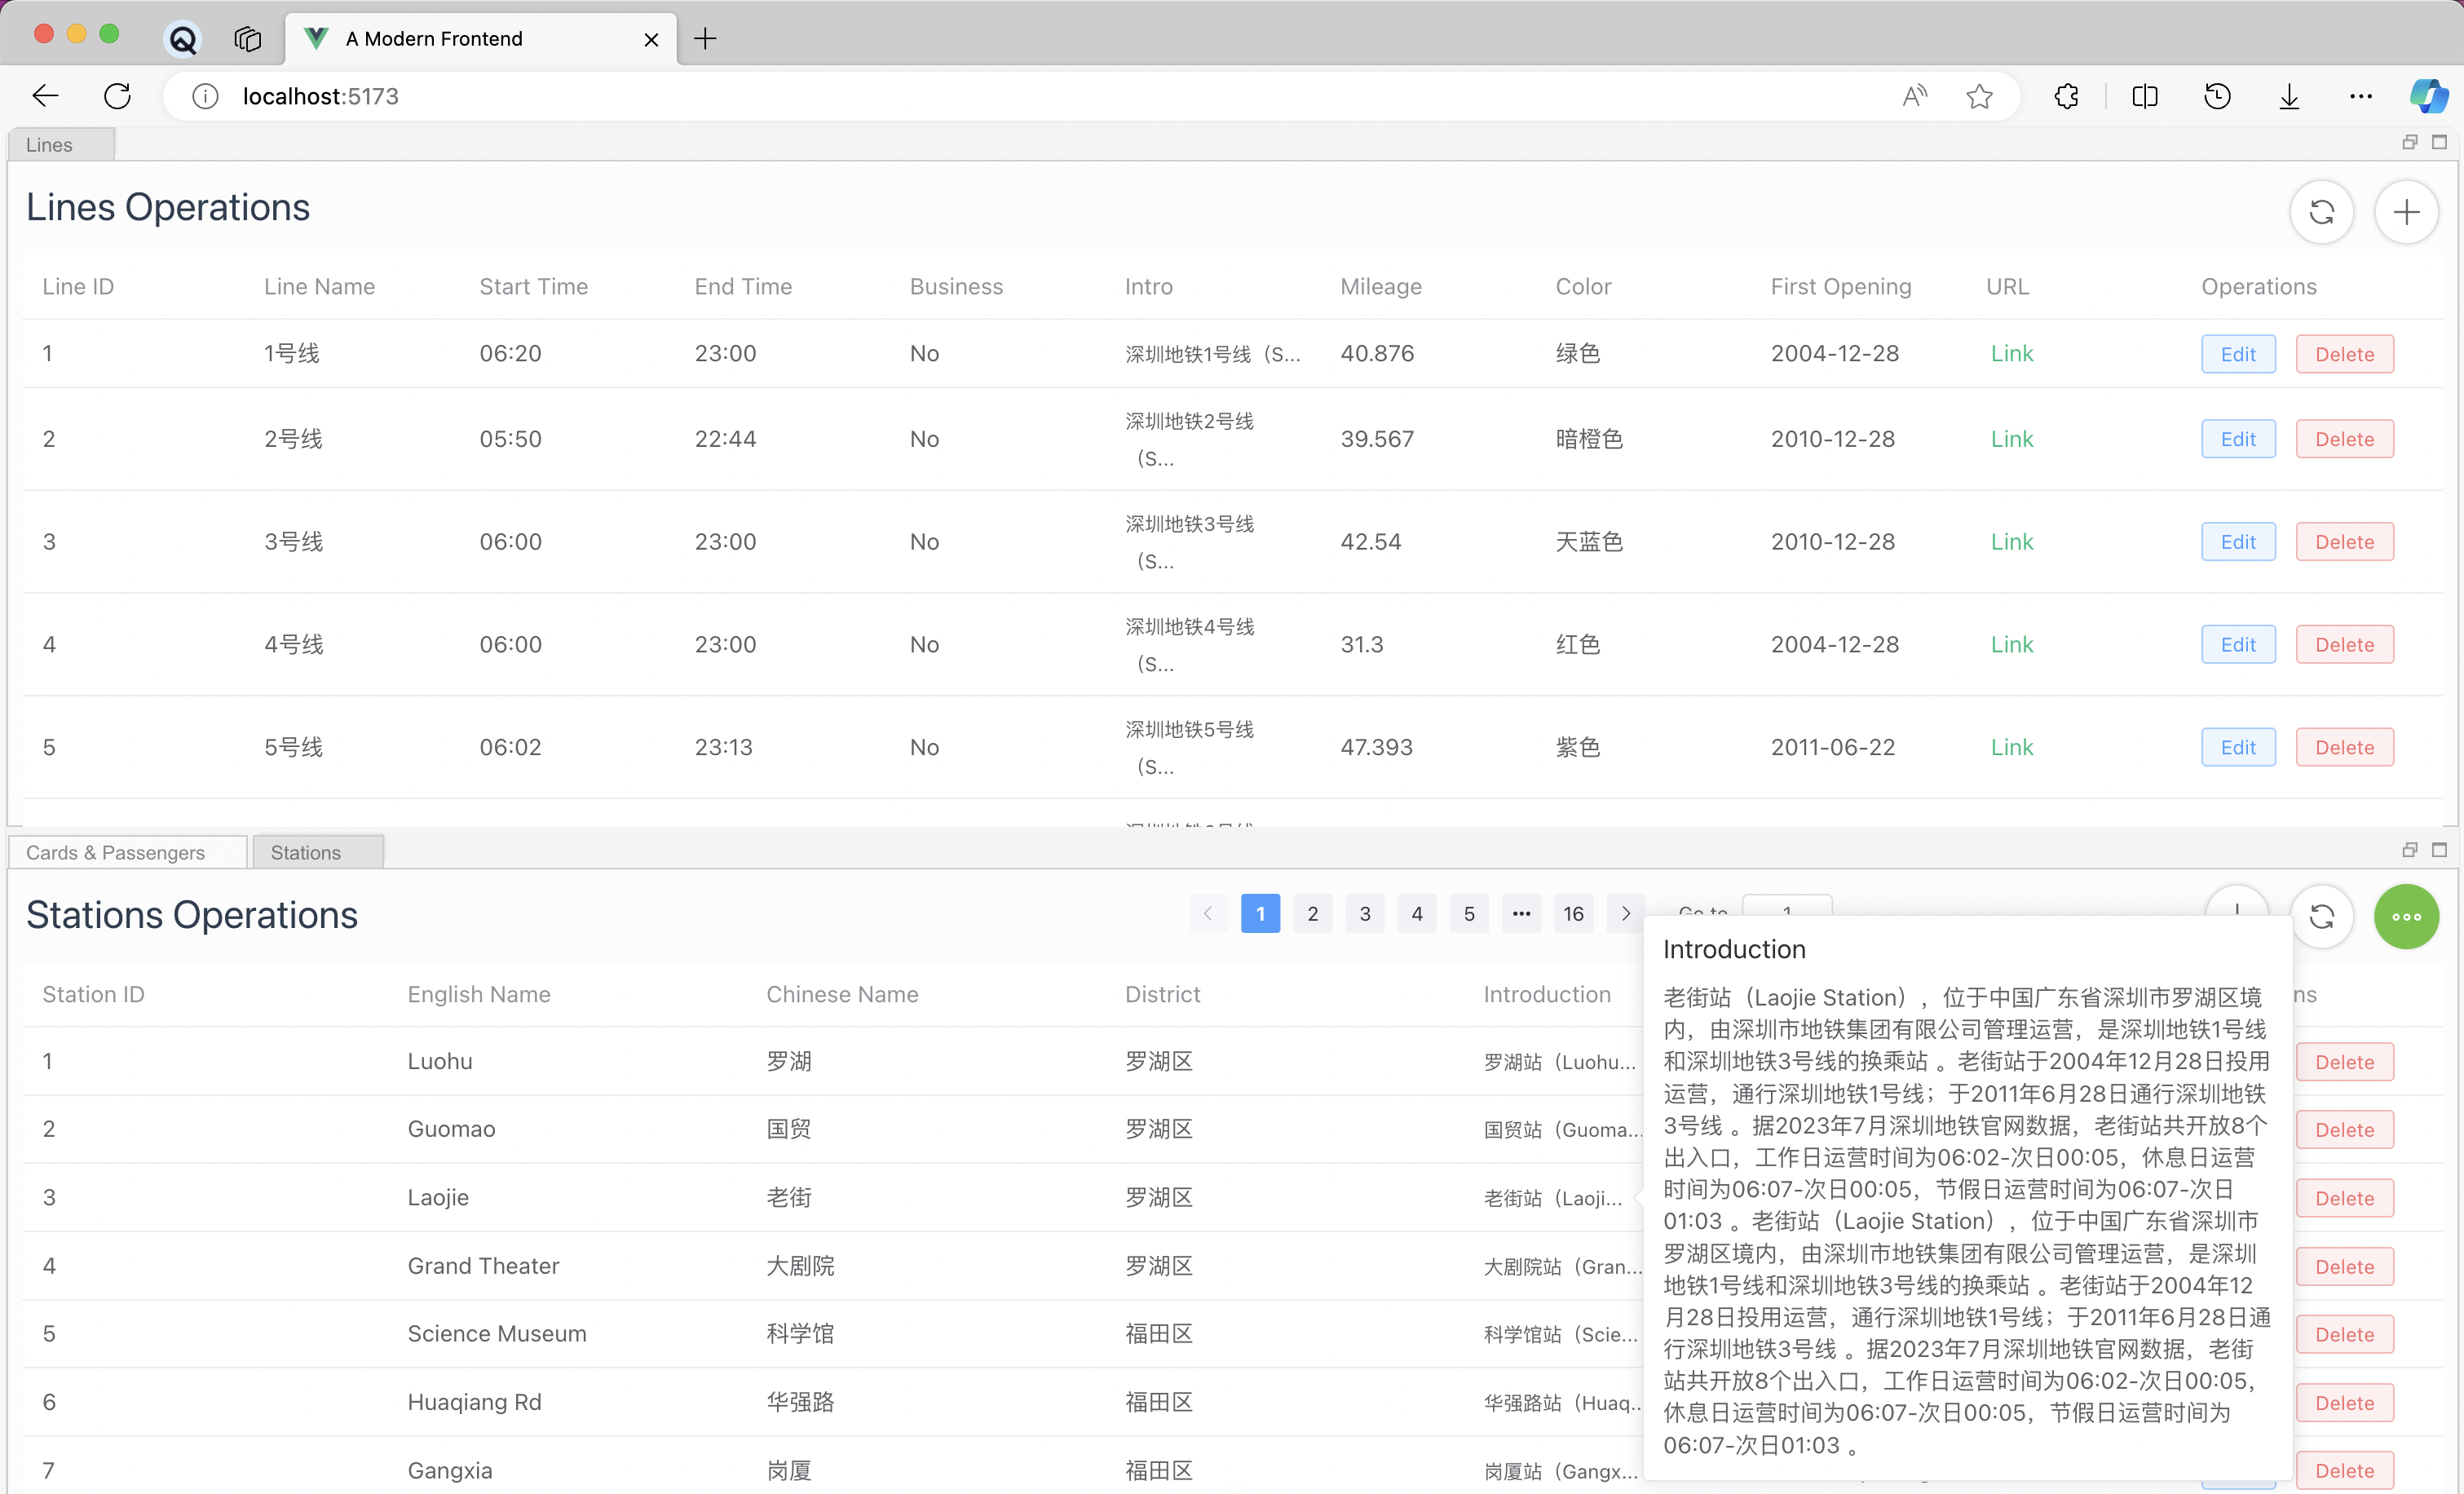 A Modern Frontend
localhost:5173
Lines
Lines Operations
Line ID Line Name Start Time End Time Business Intro Mileage Color First Opening URL Operations
1 1号线 06:20 23:00 No 深圳地铁1号线（S... 40.876 绿色 2004-12-28 Link Edit Delete
2 2号线 05:50 22:44 No 深圳地铁2号线 39.567 暗橙色 2010-12-28 Link Edit Delete
（S...
3 3号线 06:00 23:00 No 深圳地铁3号线 42.54 天蓝色 2010-12-28 Link Edit Delete
（S...
4 4号线 06:00 23:00 No 深圳地铁4号线 31.3 红色 2004-12-28 Link Edit Delete
（S...
5 5号线 06:02 23:13 No 深圳地铁5号线 47.393 紫色 2011-06-22 Link Edit Delete
（S...
Cards & Passengers Stations
Stations Operations
1 2 3 4 5 ••• 16
Station ID English Name Chinese Name District Introduction
1 Luohu 罗湖 罗湖区 罗湖站（Luohu... Delete
2 Guomao 国贸 罗湖区 国贸站（Guoma... Delete
3 Laojie 老街 罗湖区 老街站（Laoji... Delete
4 Grand Theater 大剧院 罗湖区 大剧院站（Gran... Delete
5 Science Museum 科学馆 福田区 科学馆站（Scie... Delete
6 Huaqiang Rd 华强路 福田区 华强路站（Huaq... Delete
7 Gangxia 岗厦 福田区 岗厦站（Gangx... Delete
Introduction
老街站（Laojie Station），位于中国广东省深圳市罗湖区境
内，由深圳市地铁集团有限公司管理运营，是深圳地铁1号线
和深圳地铁3号线的换乘站 。老街站于2004年12月28日投用
运营，通行深圳地铁1号线；于2011年6月28日通行深圳地铁
3号线 。据2023年7月深圳地铁官网数据，老街站共开放8个
出入口，工作日运营时间为06:02-次日00:05，休息日运营
时间为06:07-次日00:05，节假日运营时间为06:07-次日
01:03 。老街站（Laojie Station），位于中国广东省深圳市
罗湖区境内，由深圳市地铁集团有限公司管理运营，是深圳
地铁1号线和深圳地铁3号线的换乘站 。老街站于2004年12
月28日投用运营，通行深圳地铁1号线；于2011年6月28日通
行深圳地铁3号线 。据2023年7月深圳地铁官网数据，老街
站共开放8个出入口，工作日运营时间为06:02-次日00:05，
休息日运营时间为06:07-次日00:05，节假日运营时间为
06:07-次日01:03 。